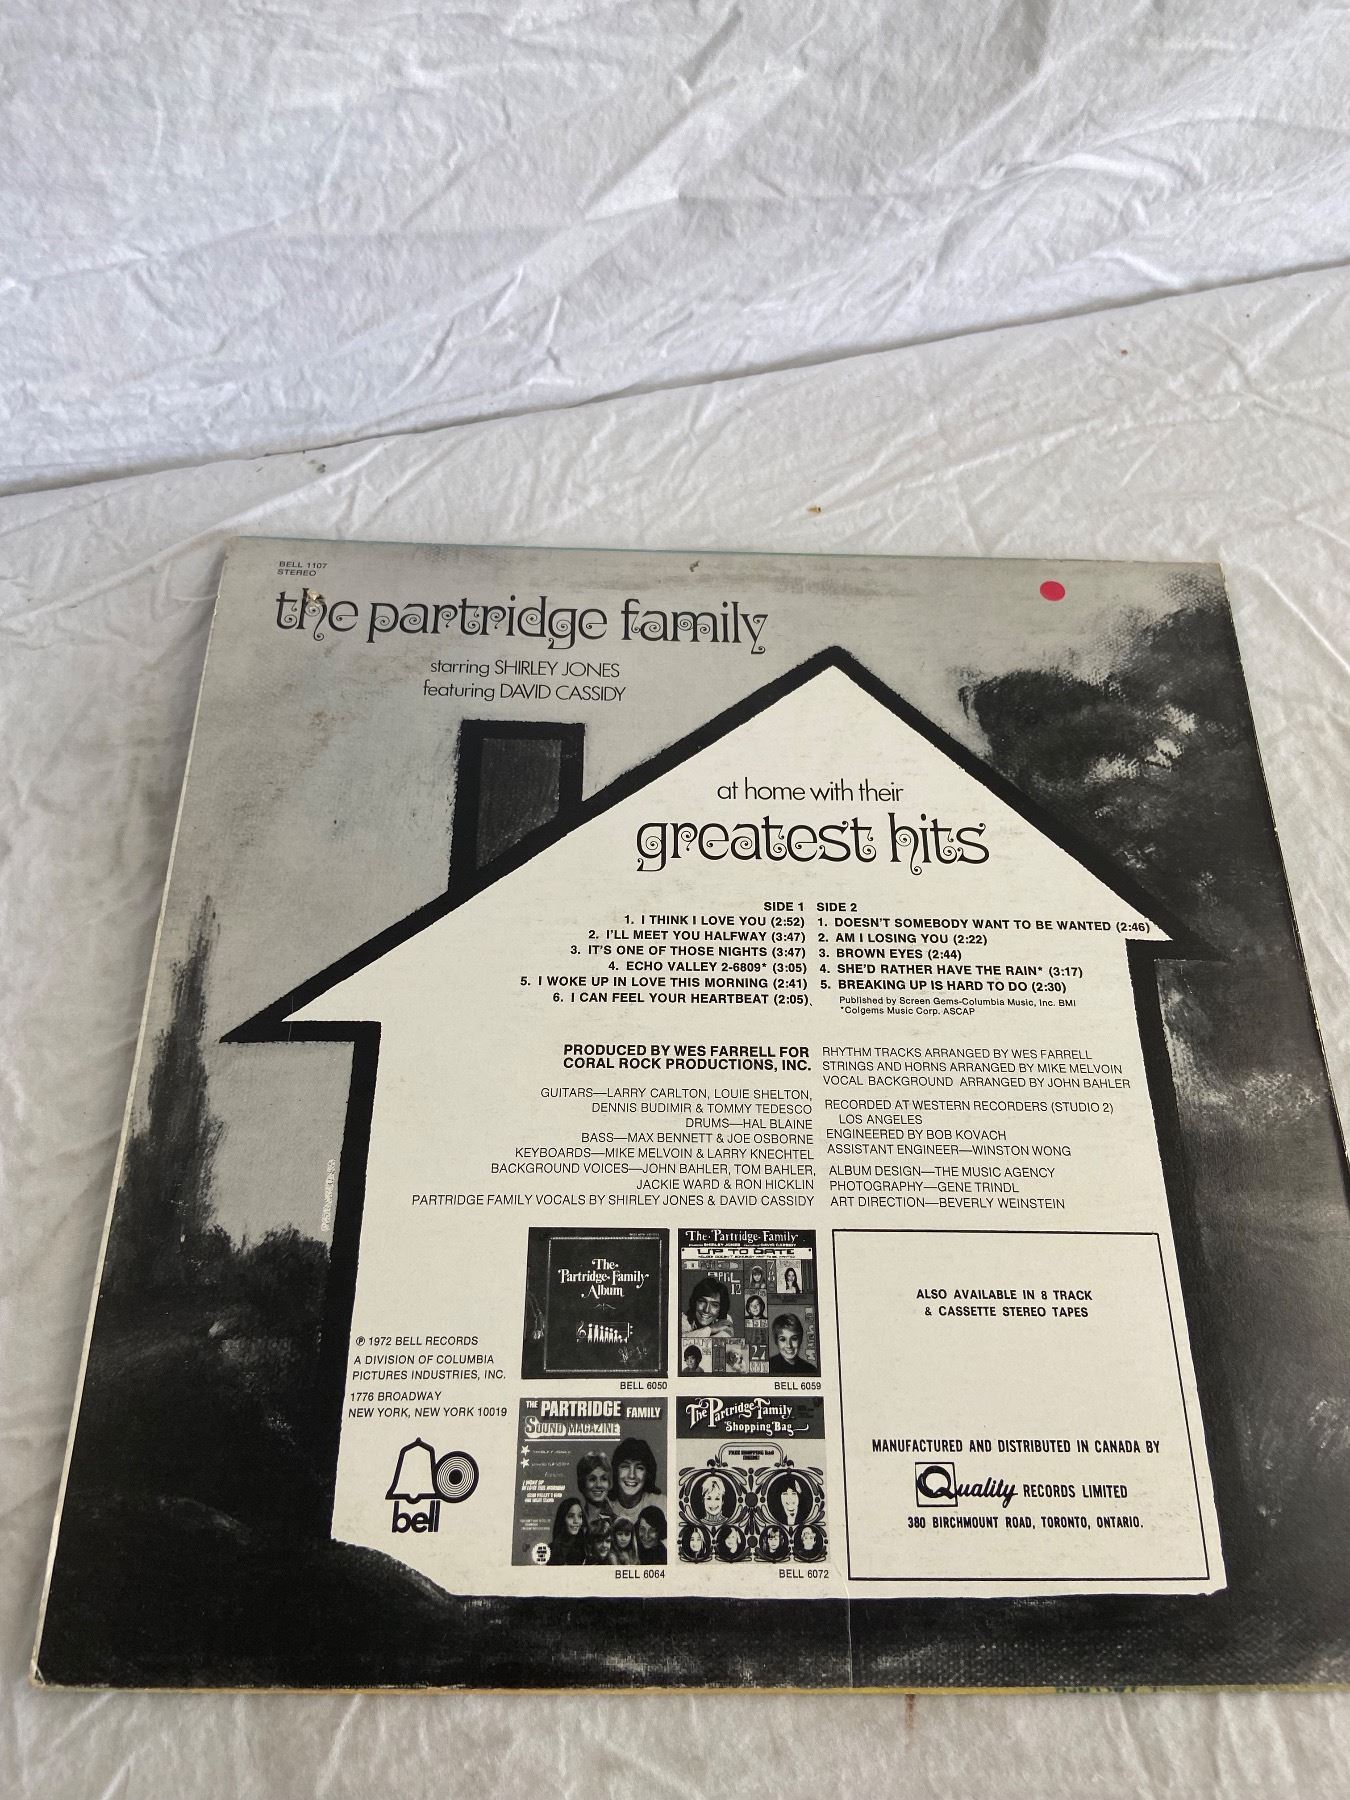 BELL 1107
STEREO
the partridge family
starring SHIRLEY JONES
featuring DAVID CASSIDY
at home with their
greatest hits
SIDE 1
1. I THINK I LOVE YOU (2:52)
2. I'LL MEET YOU HALFWAY (3:47)
3. IT'S ONE OF THOSE NIGHTS (3:47)
4. ECHO VALLEY 2-6809* (3:05)
5. I WOKE UP IN LOVE THIS MORNING (2:41)
6. I CAN FEEL YOUR HEARTBEAT (2:05)
SIDE 2
1. DOESN'T SOMEBODY WANT TO BE WANTED (2:46)
2. AM I LOSING YOU (2:22)
3. BROWN EYES (2:44)
4. SHE'D RATHER HAVE THE RAIN* (3:17)
5. BREAKING UP IS HARD TO DO (2:30)
Published by Screen Gems-Columbia Music, Inc. BMI
*Colgems Music Corp. ASCAP
PRODUCED BY WES FARRELL FOR
CORAL ROCK PRODUCTIONS, INC.
GUITARS—LARRY CARLTON, LOUIE SHELTON,
DENNIS BUDIMIR & TOMMY TEDESCO
DRUMS—HAL BLAINE
BASS—MAX BENNETT & JOE OSBORNE
KEYBOARDS—MIKE MELVOIN & LARRY KNECHTEL
BACKGROUND VOICES—JOHN BAHLER, TOM BAHLER,
JACKIE WARD & RON HICKLIN
PARTRIDGE FAMILY VOCALS BY SHIRLEY JONES & DAVID CASSIDY
RHYTHM TRACKS ARRANGED BY WES FARRELL
STRINGS AND HORNS ARRANGED BY MIKE MELVOIN
VOCAL BACKGROUND ARRANGED BY JOHN BAHLER
RECORDED AT WESTERN RECORDERS (STUDIO 2)
LOS ANGELES
ENGINEERED BY BOB KOVACH
ASSISTANT ENGINEER—WINSTON WONG
ALBUM DESIGN—THE MUSIC AGENCY
PHOTOGRAPHY—GENE TRINDL
ART DIRECTION—BEVERLY WEINSTEIN
The
Partridge Family
Album
BELL 6050
The Partridge Family
UP TO DATE
12
27
BELL 6059
THE PARTRIDGE FAMILY
SOUND MAGAZINE
BELL 6064
The Partridge Family
Shopping Bag
FREE SHOPPING BAG
INSIDE!
BELL 6072
℗ 1972 BELL RECORDS
A DIVISION OF COLUMBIA
PICTURES INDUSTRIES, INC.
1776 BROADWAY
NEW YORK, NEW YORK 10019
bell
ALSO AVAILABLE IN 8 TRACK
& CASSETTE STEREO TAPES
MANUFACTURED AND DISTRIBUTED IN CANADA BY
Quality RECORDS LIMITED
380 BIRCHMOUNT ROAD, TORONTO, ONTARIO.